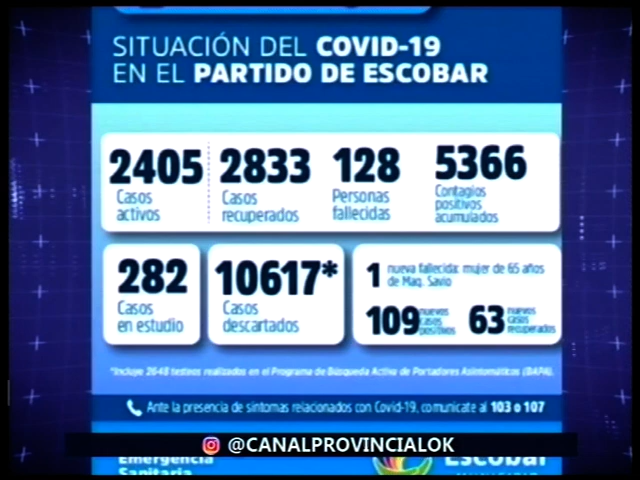 SITUACIÓN DEL COVID-19
EN EL PARTIDO DE ESCOBAR
2405
Casos
activos
2833
Casos
recuperados
128
Personas
fallecidas
5366
Contagios
positivos
acumulados
282
Casos
en estudio
10617*
Casos
descartados
1 nueva fallecida: mujer de 65 años
de Maq. Savio
109 nuevos
casos
positivos
63 nuevos
casos
recuperados
*Incluye 2648 testeos realizados en el Programa de Búsqueda Activa de Portadores Asintomáticos (BAPA).
Ante la presencia de síntomas relacionados con Covid-19, comunicate al 103 o 107
@CANALPROVINCIALOK
Emergencia
Sanitaria
Escobar